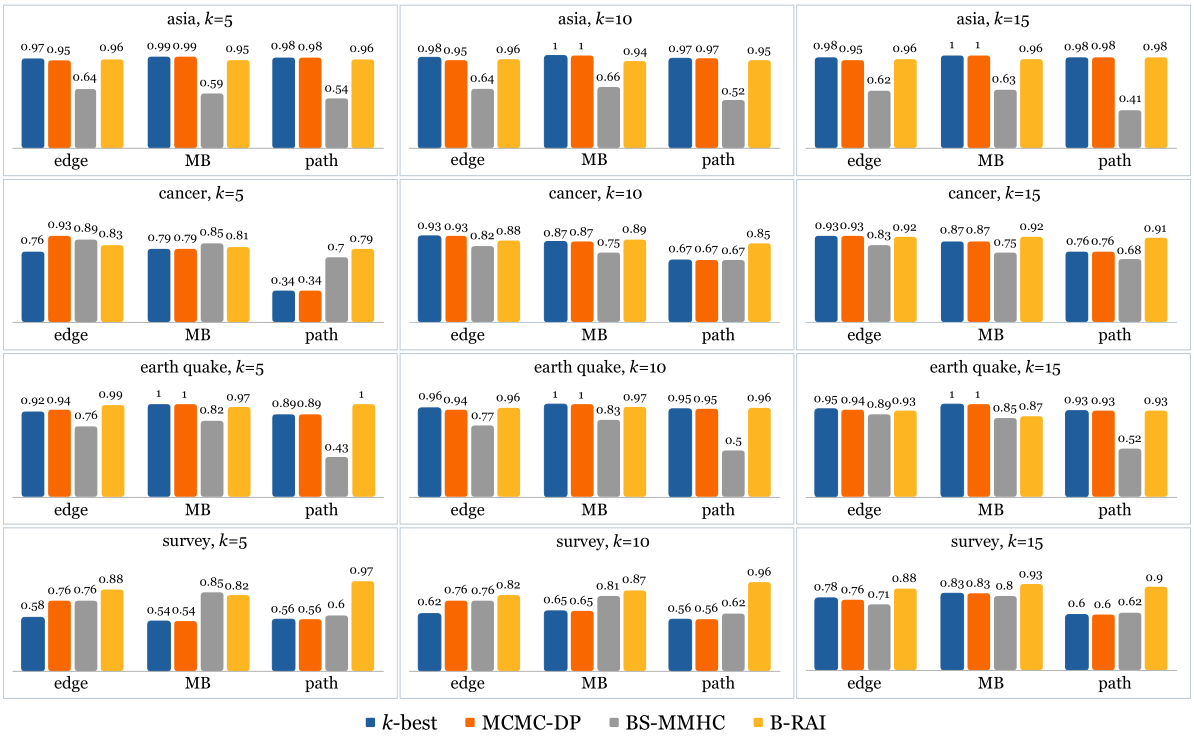 asia, k=5
0.97 0.95 0.64 0.96 0.99 0.99 0.59 0.95 0.98 0.98 0.54 0.96
edge MB path
asia, k=10
0.98 0.95 0.64 0.96 1 1 0.66 0.94 0.97 0.97 0.52 0.95
edge MB path
asia, k=15
0.98 0.95 0.62 0.96 1 1 0.63 0.96 0.98 0.98 0.41 0.98
edge MB path
cancer, k=5
0.76 0.93 0.89 0.83 0.79 0.79 0.85 0.81 0.34 0.34 0.7 0.79
edge MB path
cancer, k=10
0.93 0.93 0.82 0.88 0.87 0.87 0.75 0.89 0.67 0.67 0.67 0.85
edge MB path
cancer, k=15
0.93 0.93 0.83 0.92 0.87 0.87 0.75 0.92 0.76 0.76 0.68 0.91
edge MB path
earth quake, k=5
0.92 0.94 0.76 0.99 1 1 0.82 0.97 0.89 0.89 0.43 1
edge MB path
earth quake, k=10
0.96 0.94 0.77 0.96 1 1 0.83 0.97 0.95 0.95 0.5 0.96
edge MB path
earth quake, k=15
0.95 0.94 0.89 0.93 1 1 0.85 0.87 0.93 0.93 0.52 0.93
edge MB path
survey, k=5
0.58 0.76 0.76 0.88 0.54 0.54 0.85 0.82 0.56 0.56 0.6 0.97
edge MB path
survey, k=10
0.62 0.76 0.76 0.82 0.65 0.65 0.81 0.87 0.56 0.56 0.62 0.96
edge MB path
survey, k=15
0.78 0.76 0.71 0.88 0.83 0.83 0.8 0.93 0.6 0.6 0.62 0.9
edge MB path
k-best MCMC-DP BS-MMHC B-RAI